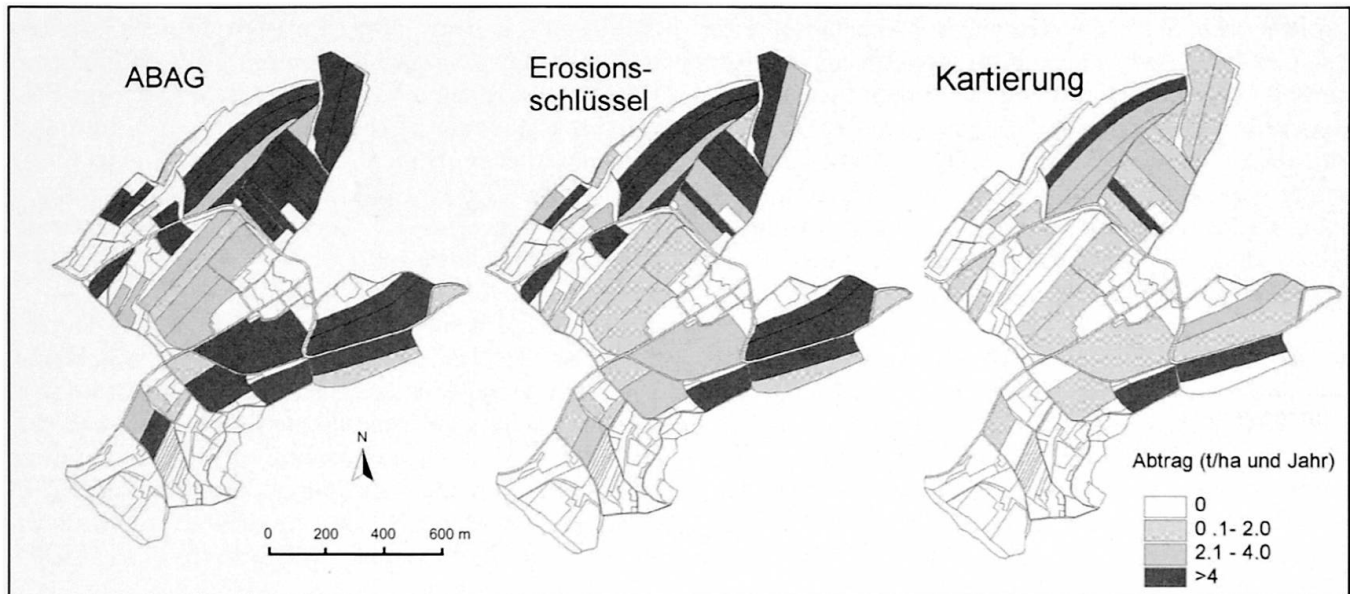 ABAG
Erosions-
schlüssel
Kartierung
N
0 200 400 600 m
Abtrag (t/ha und Jahr)
0
0 .1- 2.0
2.1 - 4.0
>4